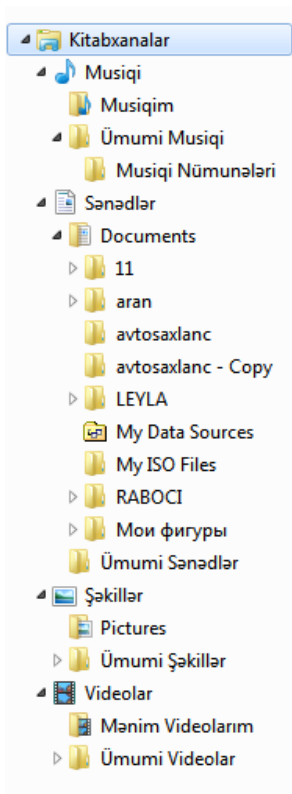 Kitabxanalar
Musiqi
Musiqim
Ümumi Musiqi
Musiqi Nümunələri
Sənədlər
Documents
11
aran
avtosaxlanc
avtosaxlanc - Copy
LEYLA
My Data Sources
My ISO Files
RABOCI
Мои фигуры
Ümumi Sənədlər
Şəkillər
Pictures
Ümumi Şəkillər
Videolar
Mənim Videolarım
Ümumi Videolar